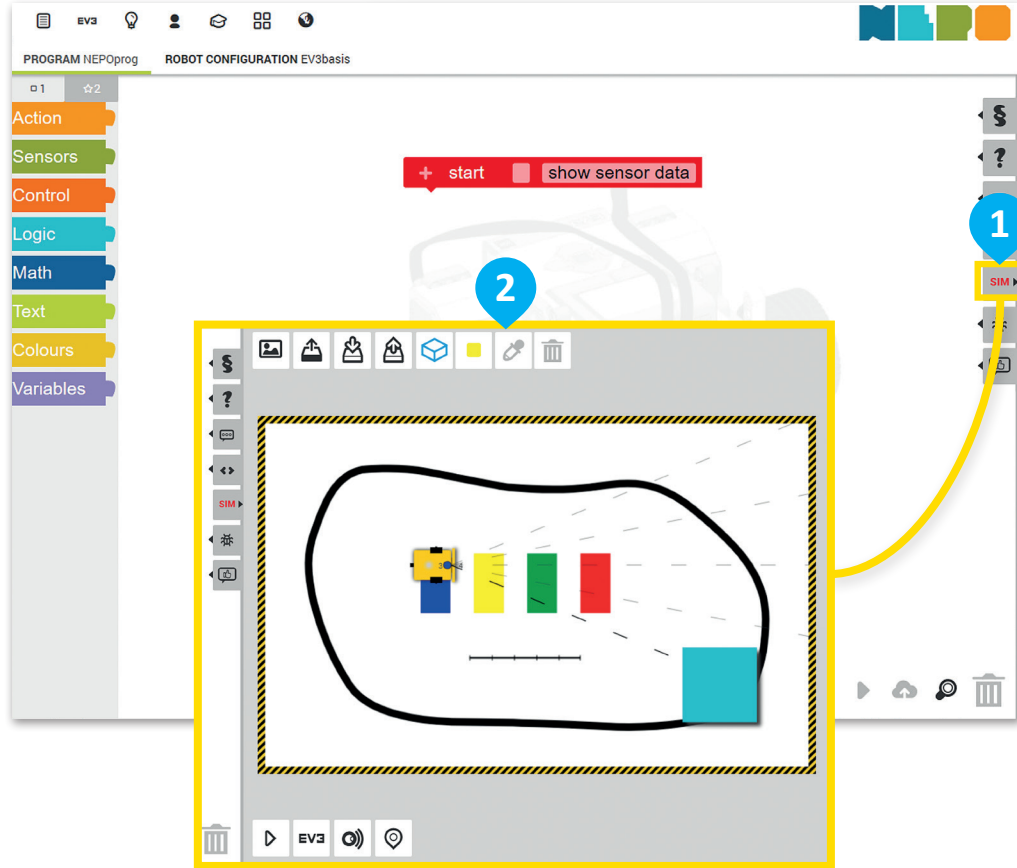 EV3
PROGRAM NEPOprog ROBOT CONFIGURATION EV3basis
1 2
Action
Sensors
Control
Logic
Math
Text
Colours
Variables
+ start show sensor data
§
?
1
SIM
2
§
?
SIM
3
EV3